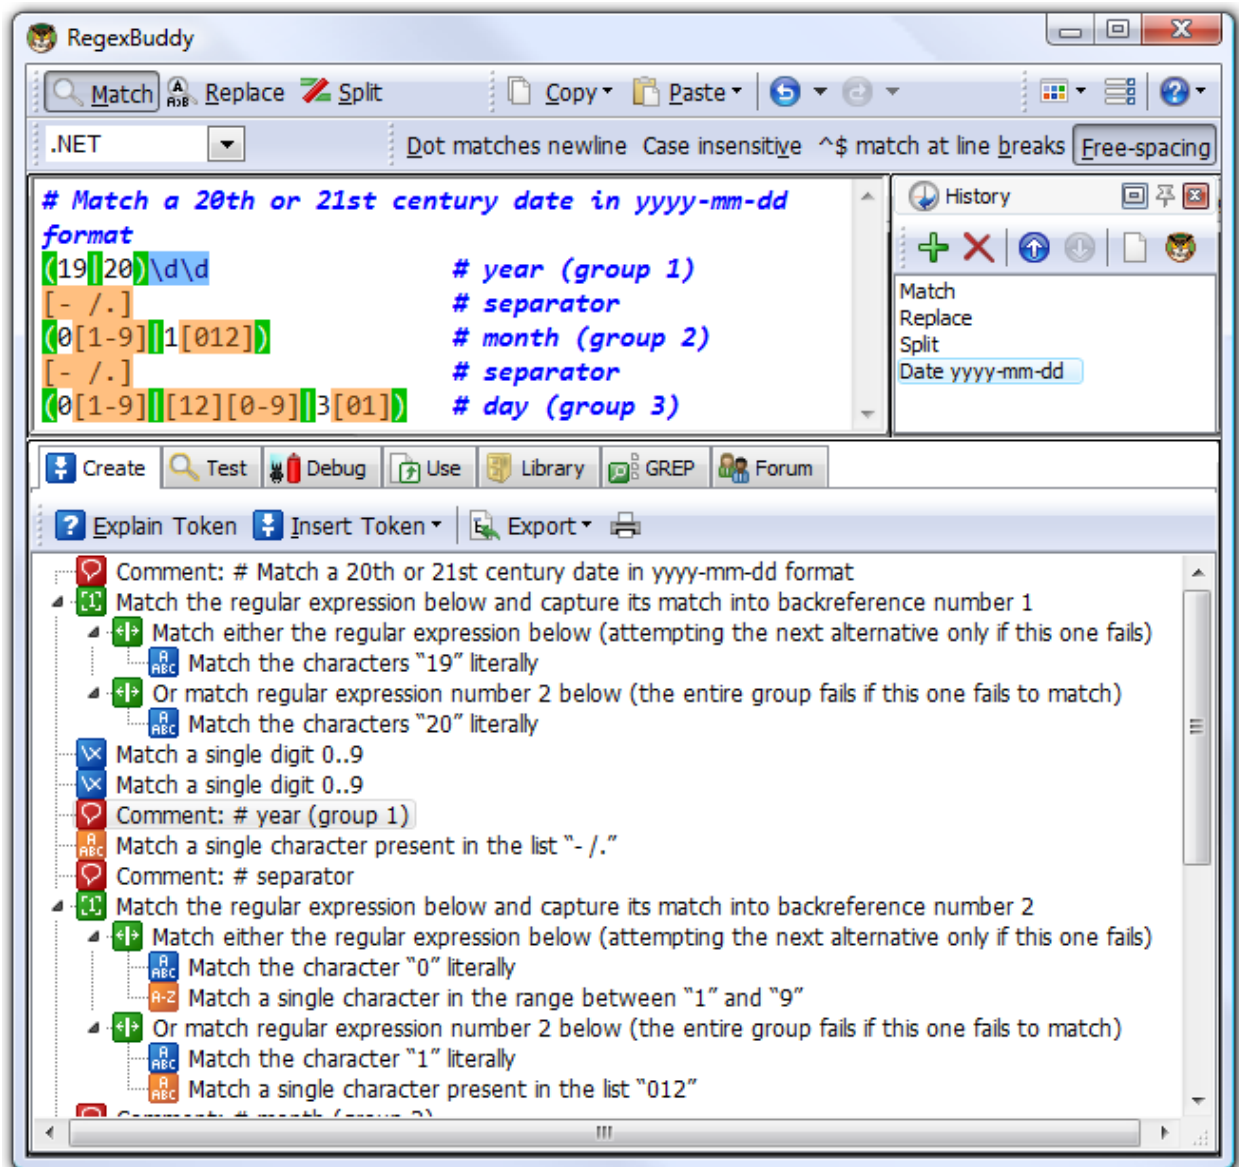 RegexBuddy
Match Replace Split Copy Paste
.NET Dot matches newline Case insensitive ^$ match at line breaks Free-spacing
# Match a 20th or 21st century date in yyyy-mm-dd
format
(19|20)\d\d # year (group 1)
[- /.] # separator
(0[1-9]|1[012]) # month (group 2)
[- /.] # separator
(0[1-9]|[12][0-9]|3[01]) # day (group 3)
History
Match
Replace
Split
Date yyyy-mm-dd
Create Test Debug Use Library GREP Forum
Explain Token Insert Token Export
Comment: # Match a 20th or 21st century date in yyyy-mm-dd format
Match the regular expression below and capture its match into backreference number 1
Match either the regular expression below (attempting the next alternative only if this one fails)
Match the characters “19” literally
Or match regular expression number 2 below (the entire group fails if this one fails to match)
Match the characters “20” literally
Match a single digit 0..9
Match a single digit 0..9
Comment: # year (group 1)
Match a single character present in the list “- /.”
Comment: # separator
Match the regular expression below and capture its match into backreference number 2
Match either the regular expression below (attempting the next alternative only if this one fails)
Match the character “0” literally
Match a single character in the range between “1” and “9”
Or match regular expression number 2 below (the entire group fails if this one fails to match)
Match the character “1” literally
Match a single character present in the list “012”
Comment: # month (group 2)